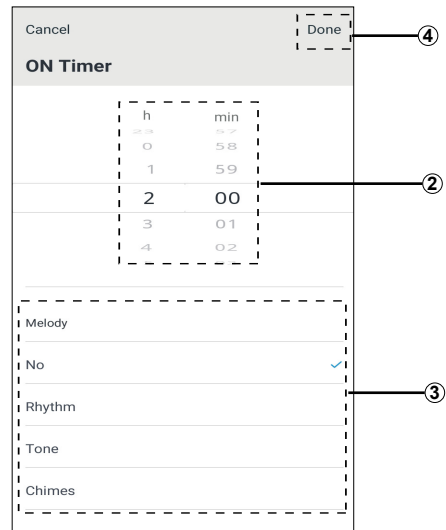 Cancel Done 4
ON Timer
h min
23 57
0 58
1 59
2 00 2
3 01
4 02
Melody
No
Rhythm 3
Tone
Chimes